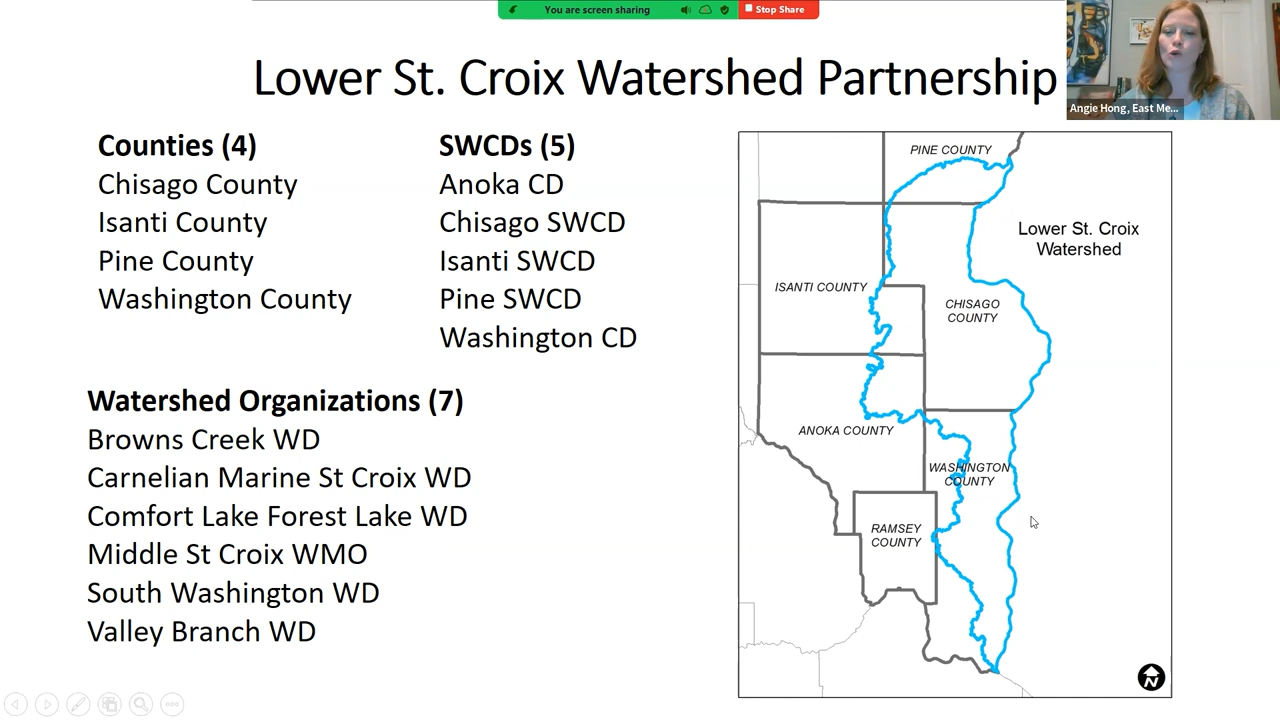 You are screen sharing
Stop Share
Lower St. Croix Watershed Partnership
Angie Hong, East Me...
Counties (4)
Chisago County
Isanti County
Pine County
Washington County
SWCDs (5)
Anoka CD
Chisago SWCD
Isanti SWCD
Pine SWCD
Washington CD
Watershed Organizations (7)
Browns Creek WD
Carnelian Marine St Croix WD
Comfort Lake Forest Lake WD
Middle St Croix WMO
South Washington WD
Valley Branch WD
PINE COUNTY
Lower St. Croix
Watershed
ISANTI COUNTY
CHISAGO
COUNTY
ANOKA COUNTY
WASHINGTON
COUNTY
RAMSEY
COUNTY
N